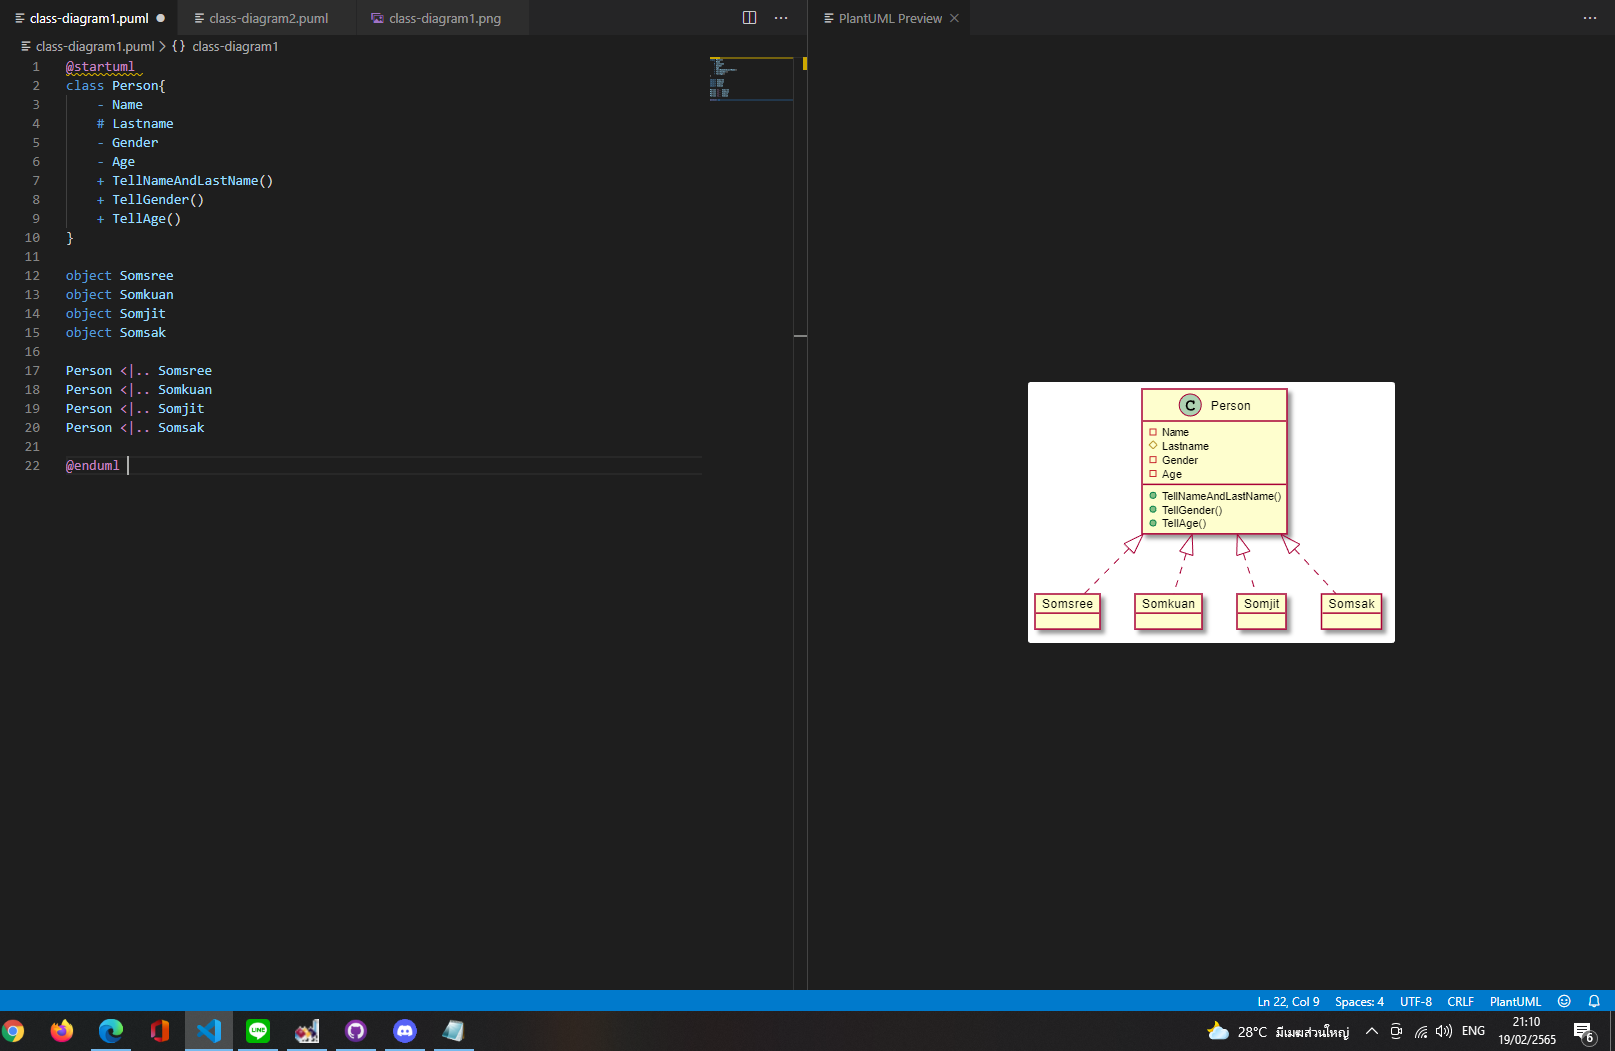 class-diagram1.puml
class-diagram2.puml
class-diagram1.png
PlantUML Preview
class-diagram1.puml > {} class-diagram1
1 @startuml
2 class Person{
3 - Name
4 # Lastname
5 - Gender
6 - Age
7 + TellNameAndLastName()
8 + TellGender()
9 + TellAge()
10 }
11
12 object Somsree
13 object Somkuan
14 object Somjit
15 object Somsak
16
17 Person <|.. Somsree
18 Person <|.. Somkuan
19 Person <|.. Somjit
20 Person <|.. Somsak
21
22 @enduml
C Person
Name
Lastname
Gender
Age
TellNameAndLastName()
TellGender()
TellAge()
Somsree
Somkuan
Somjit
Somsak
Ln 22, Col 9 Spaces: 4 UTF-8 CRLF PlantUML
LINE
28°C มีเมฆส่วนใหญ่
ENG
21:10
19/02/2565
6